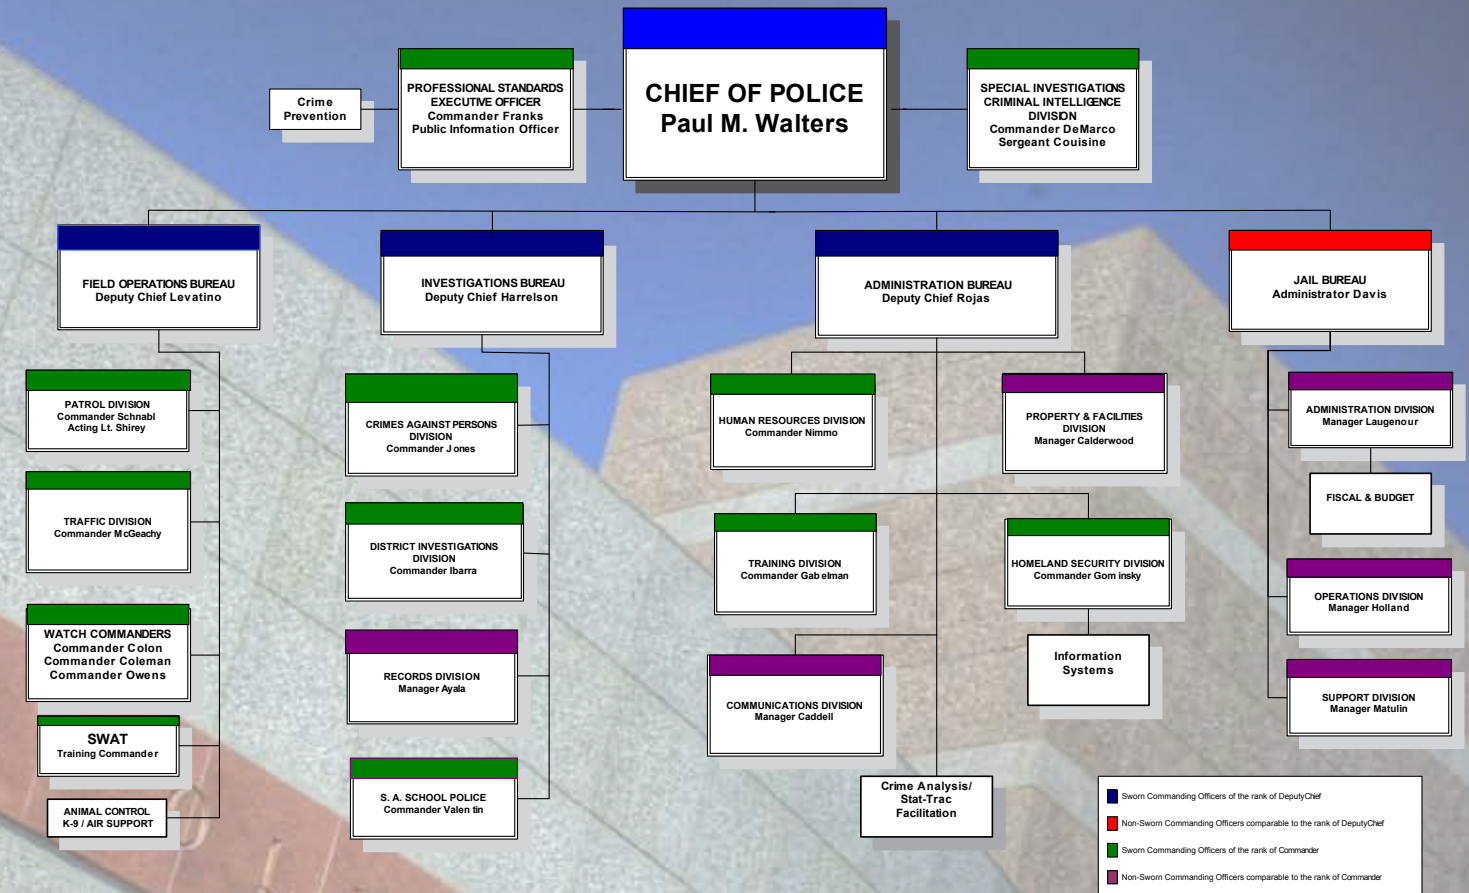 CHIEF OF POLICE
Paul M. Walters
Crime
Prevention
PROFESSIONAL STANDARDS
EXECUTIVE OFFICER
Commander Franks
Public Information Officer
SPECIAL INVESTIGATIONS
CRIMINAL INTELLIGENCE
DIVISION
Commander DeMarco
Sergeant Couisine
FIELD OPERATIONS BUREAU
Deputy Chief Levatino
INVESTIGATIONS BUREAU
Deputy Chief Harrelson
ADMINISTRATION BUREAU
Deputy Chief Rojas
JAIL BUREAU
Administrator Davis
PATROL DIVISION
Commander Schnabl
Acting Lt. Shirey
TRAFFIC DIVISION
Commander McGeachy
WATCH COMMANDERS
Commander Colon
Commander Coleman
Commander Owens
SWAT
Training Commander
ANIMAL CONTROL
K-9 / AIR SUPPORT
CRIMES AGAINST PERSONS
DIVISION
Commander Jones
DISTRICT INVESTIGATIONS
DIVISION
Commander Ibarra
RECORDS DIVISION
Manager Ayala
S. A. SCHOOL POLICE
Commander Valen tin
HUMAN RESOURCES DIVISION
Commander Nimmo
PROPERTY & FACILITIES
DIVISION
Manager Calderwood
TRAINING DIVISION
Commander Gabelman
HOMELAND SECURITY DIVISION
Commander Gom insky
Information
Systems
COMMUNICATIONS DIVISION
Manager Caddell
Crime Analysis/
Stat-Trac
Facilitation
ADMINISTRATION DIVISION
Manager Laugenour
FISCAL & BUDGET
OPERATIONS DIVISION
Manager Holland
SUPPORT DIVISION
Manager Matulin
Sworn Commanding Officers of the rank of DeputyChief
Non-Sworn Commanding Officers comparable to the rank of DeputyChief
Sworn Commanding Officers of the rank of Commander
Non-Sworn Commanding Officers comparable to the rank of Commander